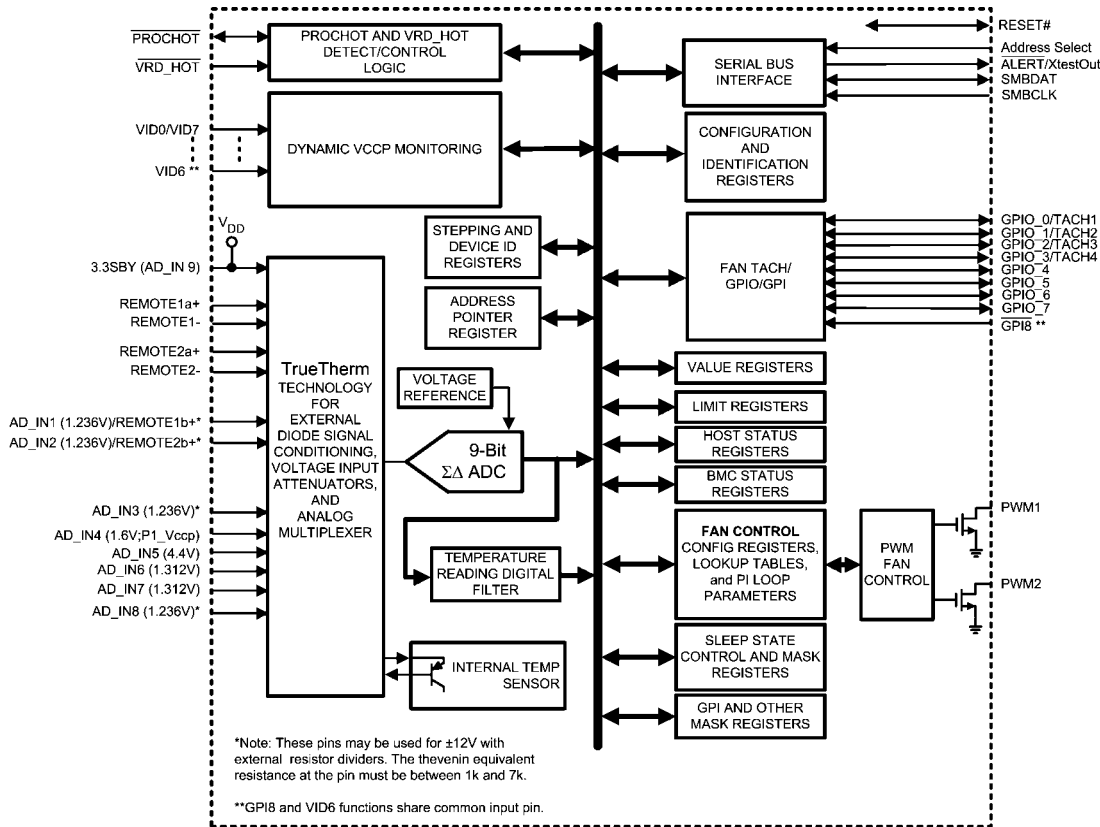 PROCHOT
VRD_HOT
VID0/VID7
VID6 **
VDD
3.3SBY (AD_IN 9)
REMOTE1a+
REMOTE1-
REMOTE2a+
REMOTE2-
AD_IN1 (1.236V)/REMOTE1b+*
AD_IN2 (1.236V)/REMOTE2b+*
AD_IN3 (1.236V)*
AD_IN4 (1.6V;P1_Vccp)
AD_IN5 (4.4V)
AD_IN6 (1.312V)
AD_IN7 (1.312V)
AD_IN8 (1.236V)*
PROCHOT AND VRD_HOT
DETECT/CONTROL
LOGIC
DYNAMIC VCCP MONITORING
STEPPING AND
DEVICE ID
REGISTERS
ADDRESS
POINTER
REGISTER
TrueTherm
TECHNOLOGY
FOR
EXTERNAL
DIODE SIGNAL
CONDITIONING,
VOLTAGE INPUT
ATTENUATORS,
AND
ANALOG
MULTIPLEXER
VOLTAGE
REFERENCE
9-Bit
ΣΔ ADC
TEMPERATURE
READING DIGITAL
FILTER
INTERNAL TEMP
SENSOR
SERIAL BUS
INTERFACE
CONFIGURATION
AND
IDENTIFICATION
REGISTERS
FAN TACH/
GPIO/GPI
VALUE REGISTERS
LIMIT REGISTERS
HOST STATUS
REGISTERS
BMC STATUS
REGISTERS
FAN CONTROL
CONFIG REGISTERS,
LOOKUP TABLES,
and PI LOOP
PARAMETERS
PWM
FAN
CONTROL
SLEEP STATE
CONTROL AND MASK
REGISTERS
GPI AND OTHER
MASK REGISTERS
RESET#
Address Select
ALERT/XtestOut
SMBDAT
SMBCLK
GPIO_0/TACH1
GPIO_1/TACH2
GPIO_2/TACH3
GPIO_3/TACH4
GPIO_4
GPIO_5
GPIO_6
GPIO_7
GPI8 **
PWM1
PWM2
*Note: These pins may be used for ±12V with
external resistor dividers. The thevenin equivalent
resistance at the pin must be between 1k and 7k.
**GPI8 and VID6 functions share common input pin.